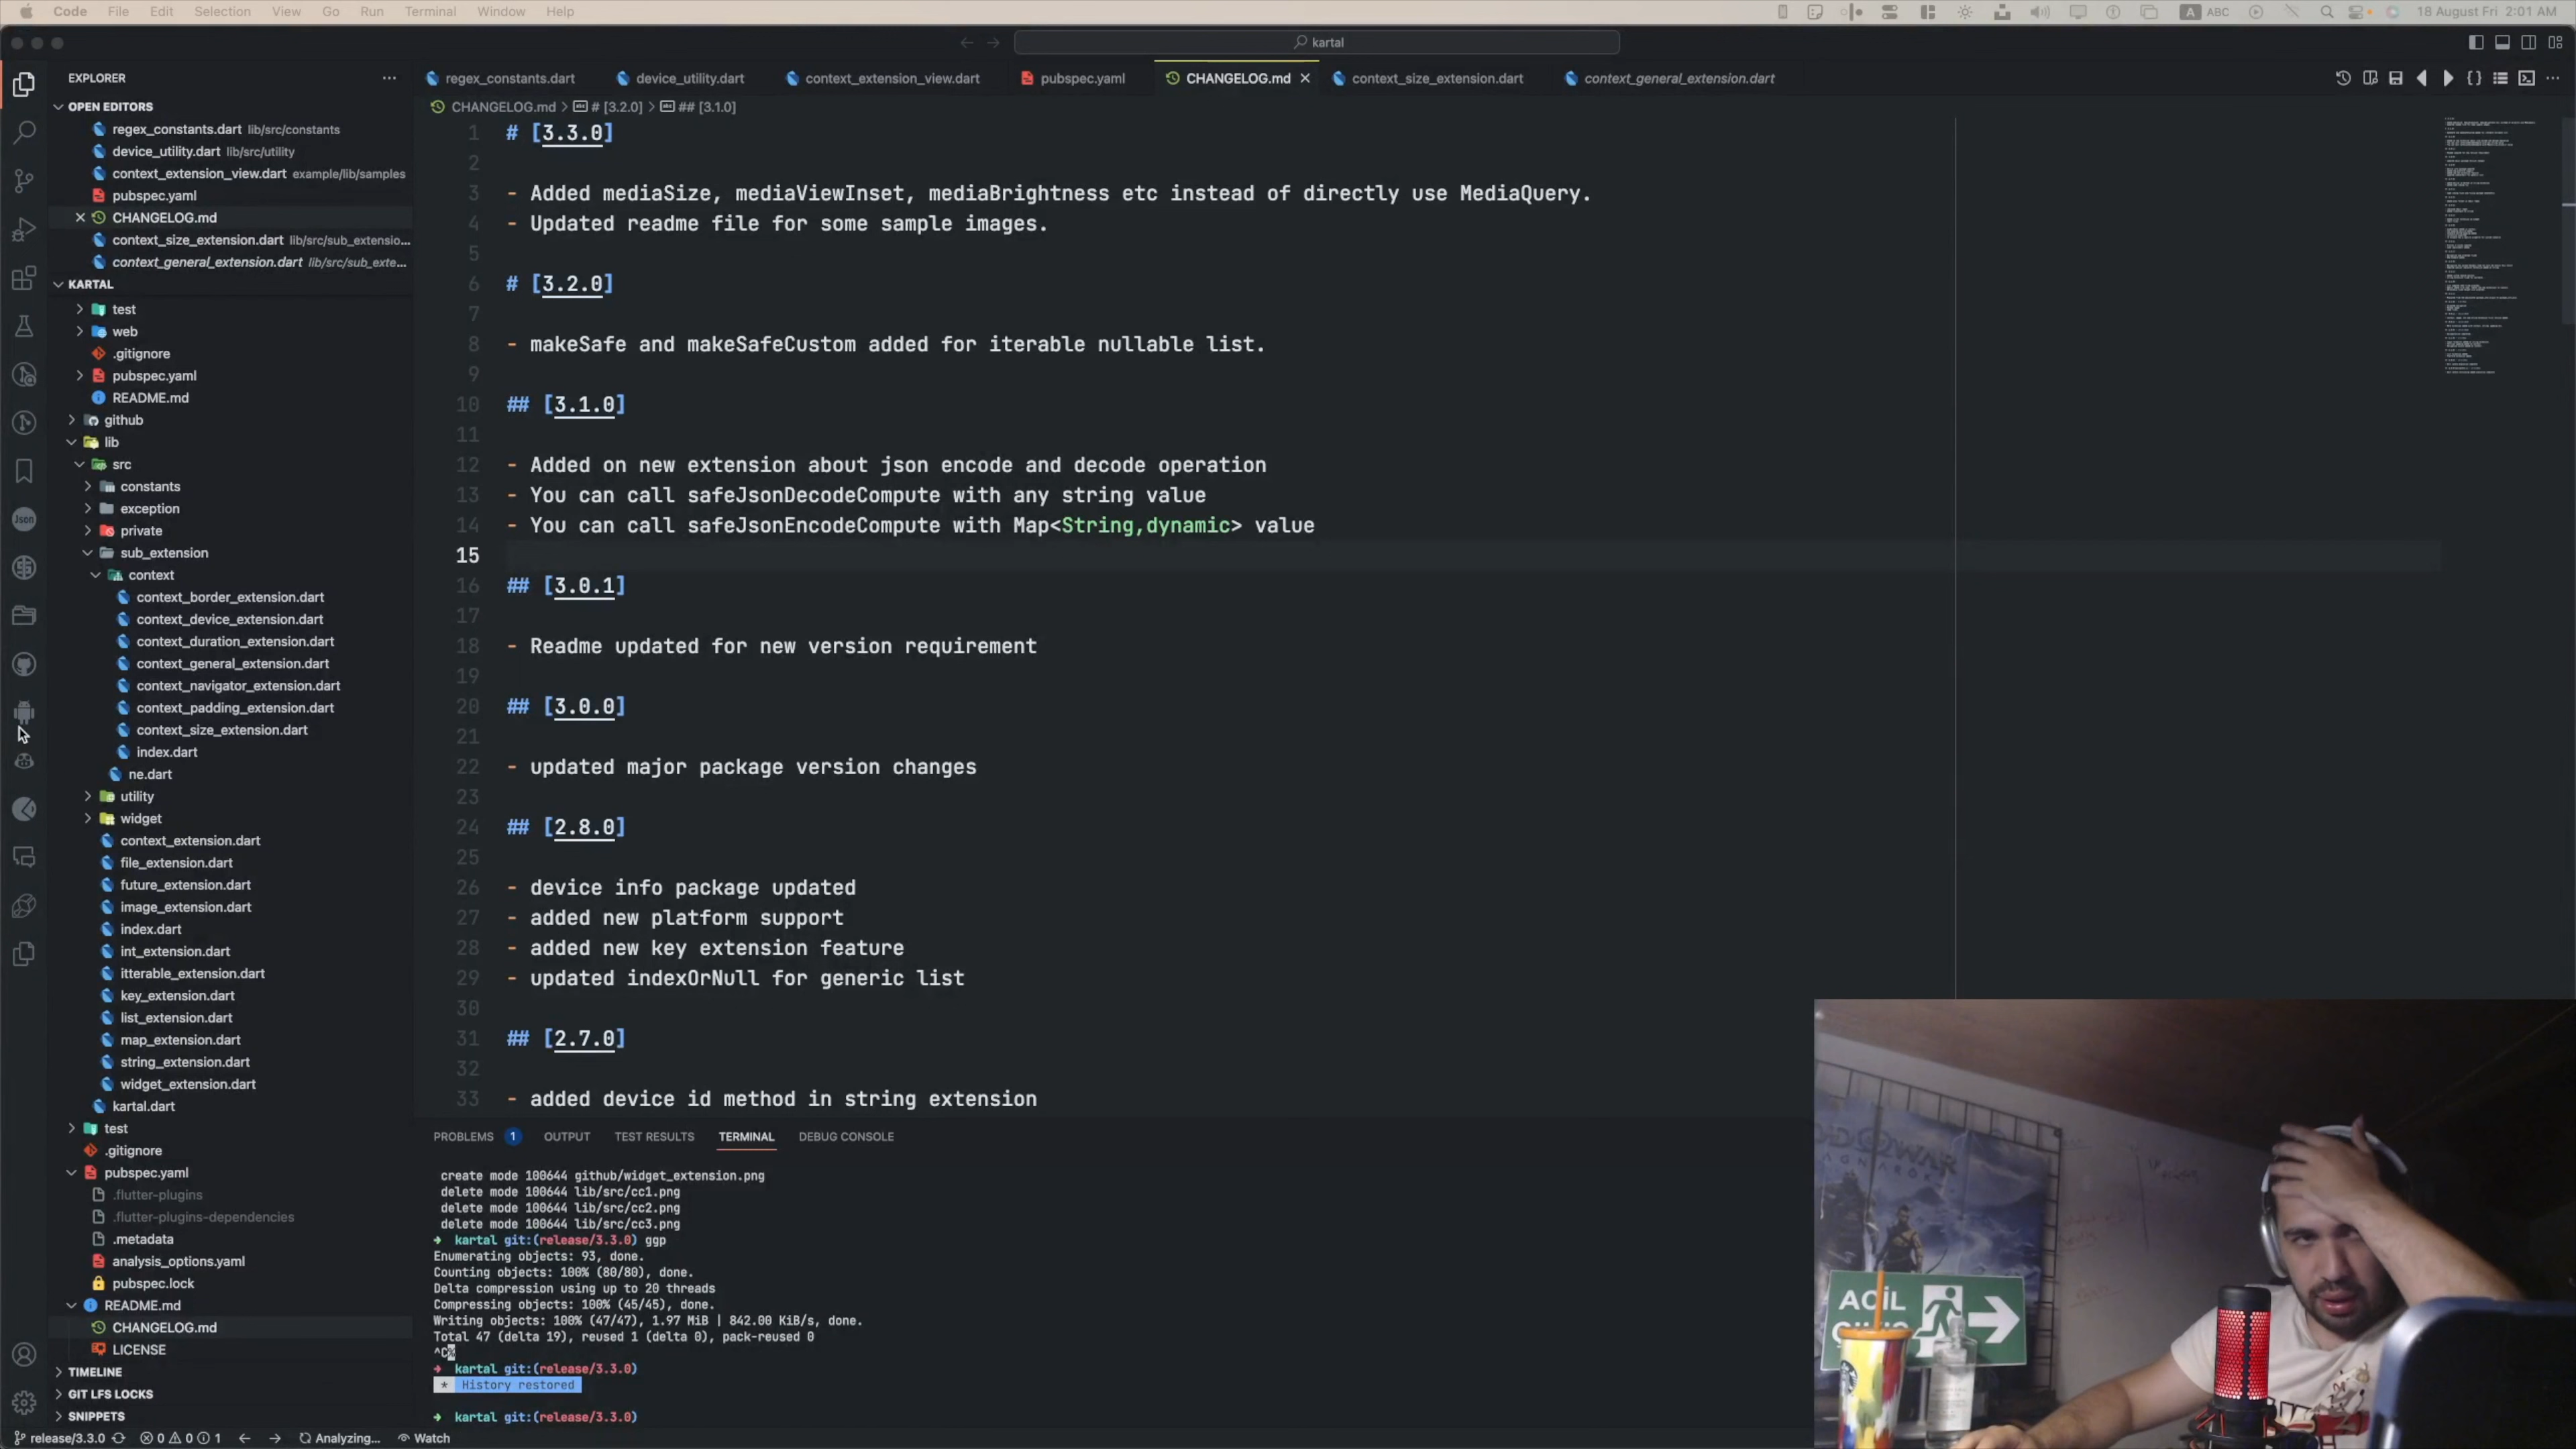 Code File Edit Selection View Go Run Terminal Window Help
A ABC
18 August Fri 2:01 AM
kartal
EXPLORER
OPEN EDITORS
regex_constants.dart lib/src/constants
device_utility.dart lib/src/utility
context_extension_view.dart example/lib/samples
pubspec.yaml
CHANGELOG.md
context_size_extension.dart lib/src/sub_extensio...
context_general_extension.dart lib/src/sub_exte...
KARTAL
test
web
.gitignore
pubspec.yaml
README.md
github
lib
src
constants
exception
private
sub_extension
context
context_border_extension.dart
context_device_extension.dart
context_duration_extension.dart
context_general_extension.dart
context_navigator_extension.dart
context_padding_extension.dart
context_size_extension.dart
index.dart
ne.dart
utility
widget
context_extension.dart
file_extension.dart
future_extension.dart
image_extension.dart
index.dart
int_extension.dart
itterable_extension.dart
key_extension.dart
list_extension.dart
map_extension.dart
string_extension.dart
widget_extension.dart
kartal.dart
test
.gitignore
pubspec.yaml
.flutter-plugins
.flutter-plugins-dependencies
.metadata
analysis_options.yaml
pubspec.lock
README.md
CHANGELOG.md
LICENSE
TIMELINE
GIT LFS LOCKS
SNIPPETS
Json
regex_constants.dart device_utility.dart context_extension_view.dart pubspec.yaml CHANGELOG.md context_size_extension.dart context_general_extension.dart
CHANGELOG.md > # [3.2.0] > ## [3.1.0]
1 # [3.3.0]
2
3 - Added mediaSize, mediaViewInset, mediaBrightness etc instead of directly use MediaQuery.
4 - Updated readme file for some sample images.
5
6 # [3.2.0]
7
8 - makeSafe and makeSafeCustom added for iterable nullable list.
9
10 ## [3.1.0]
11
12 - Added on new extension about json encode and decode operation
13 - You can call safeJsonDecodeCompute with any string value
14 - You can call safeJsonEncodeCompute with Map<String,dynamic> value
15
16 ## [3.0.1]
17
18 - Readme updated for new version requirement
19
20 ## [3.0.0]
21
22 - updated major package version changes
23
24 ## [2.8.0]
25
26 - device info package updated
27 - added new platform support
28 - added new key extension feature
29 - updated indexOrNull for generic list
30
31 ## [2.7.0]
32
33 - added device id method in string extension
PROBLEMS 1 OUTPUT TEST RESULTS TERMINAL DEBUG CONSOLE
create mode 100644 github/widget_extension.png
delete mode 100644 lib/src/cc1.png
delete mode 100644 lib/src/cc2.png
delete mode 100644 lib/src/cc3.png
➜ kartal git:(release/3.3.0) ggp
Enumerating objects: 93, done.
Counting objects: 100% (80/80), done.
Delta compression using up to 20 threads
Compressing objects: 100% (45/45), done.
Writing objects: 100% (47/47), 1.97 MiB | 842.00 KiB/s, done.
Total 47 (delta 19), reused 1 (delta 0), pack-reused 0
^C%
➜ kartal git:(release/3.3.0)
* History restored
➜ kartal git:(release/3.3.0)
release/3.3.0 0 0 1 Analyzing... Watch
RAGNARÖK
ACİL